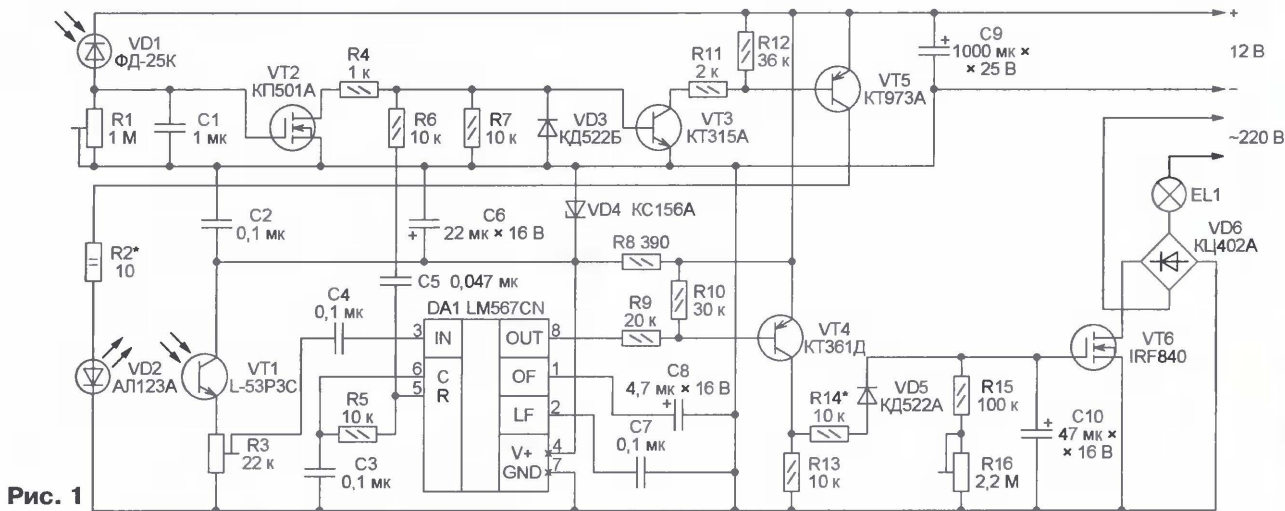 VD1
ФД-25К
R1
1 М
C1
1 мк
VT2
КП501А
R4
1 к
R6
10 к
R7
10 к
VD3
КД522Б
R11
2 к
VT3
КТ315А
R12
36 к
VT5
КТ973А
+
C9
1000 мк ×
× 25 В
+
12 В
–
~220 В
EL1
VD6
КЦ402А
C2
0,1 мк
C6
22 мк × 16 В
+
VD4 КС156А
R2*
10
C5 0,047 мк
R8 390
R10
30 к
C4
0,1 мк
DA1 LM567CN
R9
20 к
VT4
КТ361Д
VT6
IRF840
VD2
АЛ123А
VT1
L-53P3C
3
IN
OUT
8
6
C
5
R
OF
1
LF
2
V+
4
GND
7
C8
4,7 мк × 16 В
+
R5
10 к
R3
22 к
C3
0,1 мк
C7
0,1 мк
R14*
10 к
VD5
КД522А
R15
100 к
+
C10
47 мк ×
× 16 В
R13
10 к
R16
2,2 М
Рис. 1